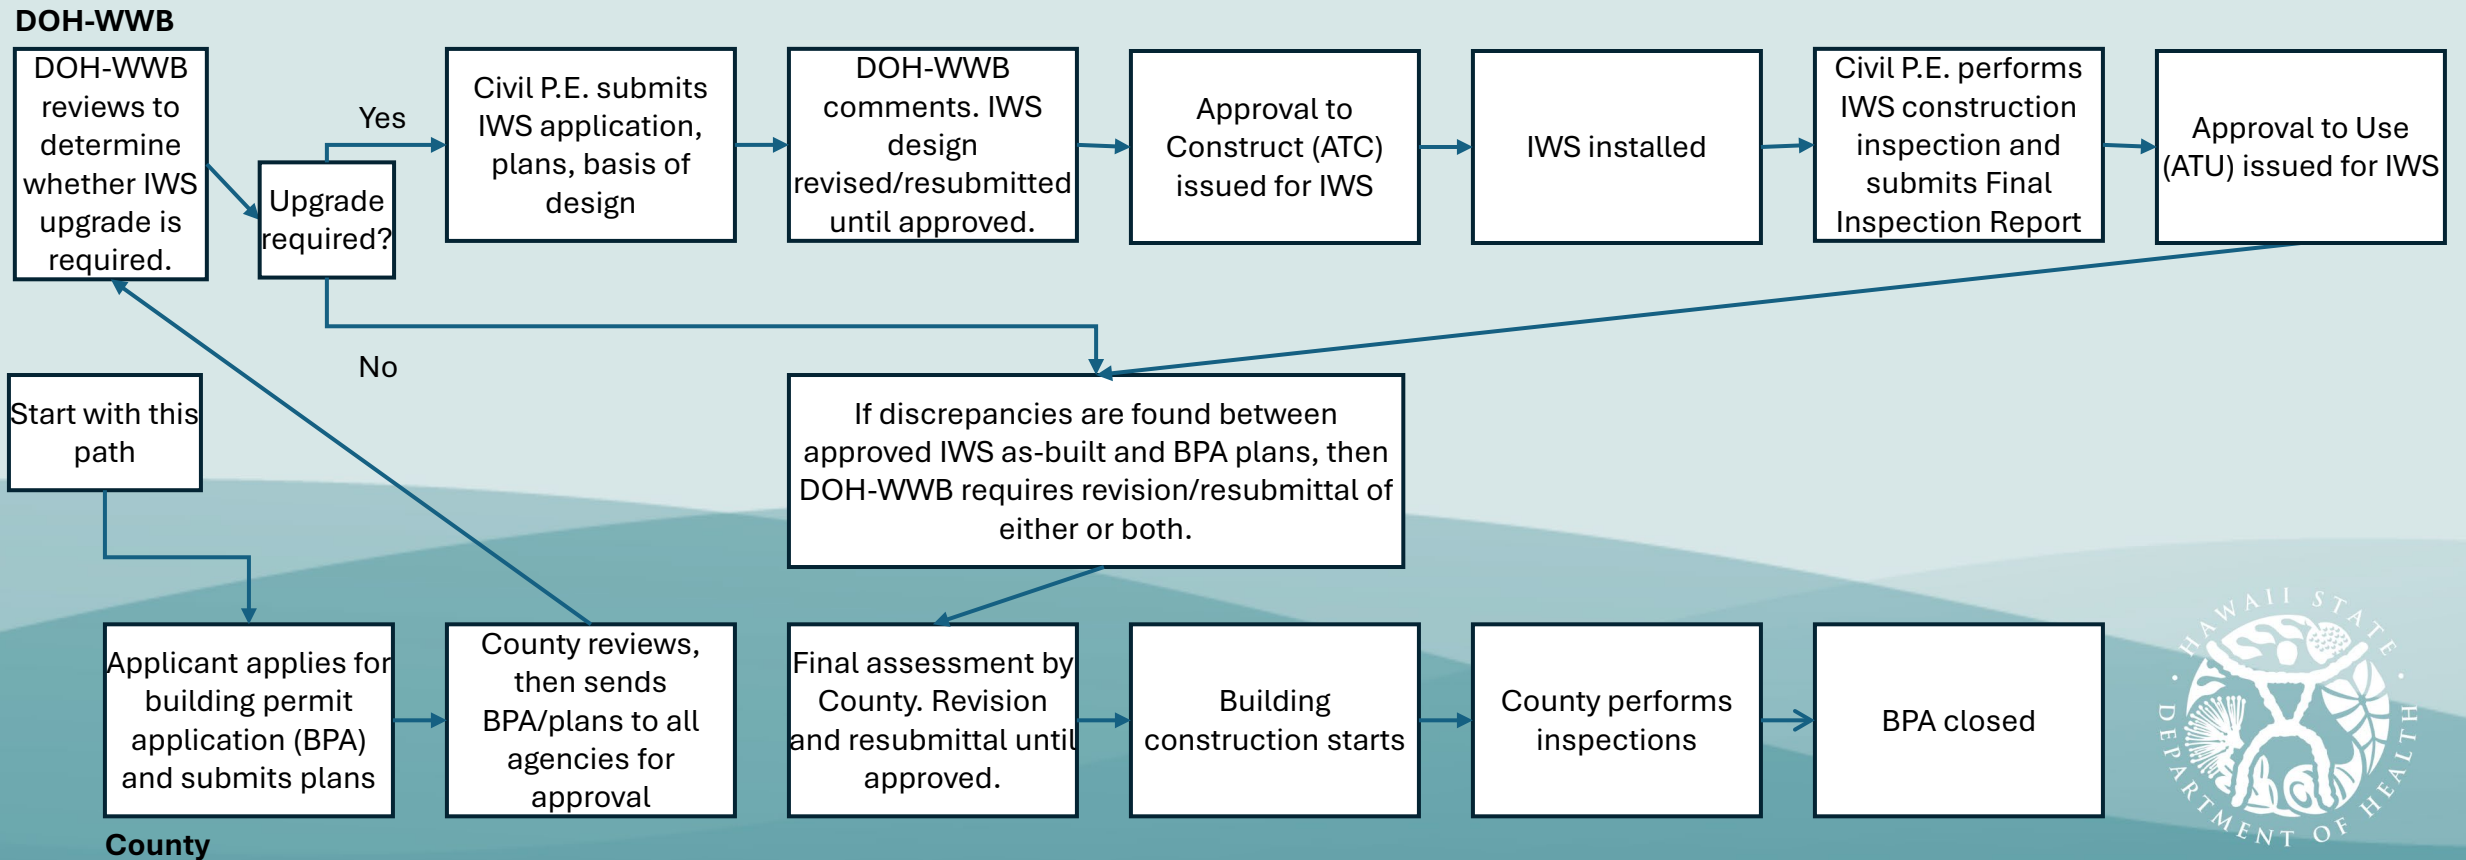 DOH-WWB
DOH-WWB
reviews to
determine
whether IWS
upgrade is
required.
Upgrade
required?
Yes
No
Civil P.E. submits
IWS application,
plans, basis of
design
DOH-WWB
comments. IWS
design
revised/resubmitted
until approved.
Approval to
Construct (ATC)
issued for IWS
IWS installed
Civil P.E. performs
IWS construction
inspection and
submits Final
Inspection Report
Approval to Use
(ATU) issued for IWS
Start with this
path
If discrepancies are found between
approved IWS as-built and BPA plans, then
DOH-WWB requires revision/resubmittal of
either or both.
Applicant applies for
building permit
application (BPA)
and submits plans
County reviews,
then sends
BPA/plans to all
agencies for
approval
Final assessment by
County. Revision
and resubmittal until
approved.
Building
construction starts
County performs
inspections
BPA closed
County
HAWAII STATE
DEPARTMENT OF HEALTH